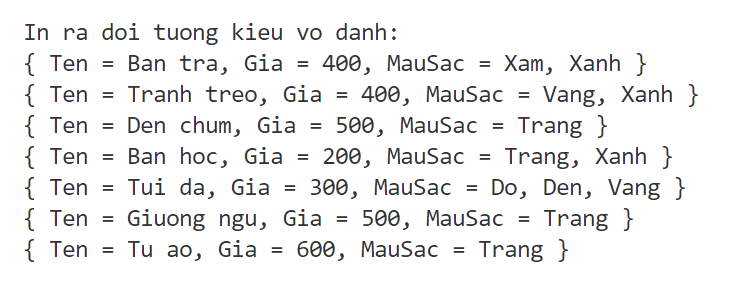 In ra doi tuong kieu vo danh:
{ Ten = Ban tra, Gia = 400, MauSac = Xam, Xanh }
{ Ten = Tranh treo, Gia = 400, MauSac = Vang, Xanh }
{ Ten = Den chum, Gia = 500, MauSac = Trang }
{ Ten = Ban hoc, Gia = 200, MauSac = Trang, Xanh }
{ Ten = Tui da, Gia = 300, MauSac = Do, Den, Vang }
{ Ten = Giuong ngu, Gia = 500, MauSac = Trang }
{ Ten = Tu ao, Gia = 600, MauSac = Trang }